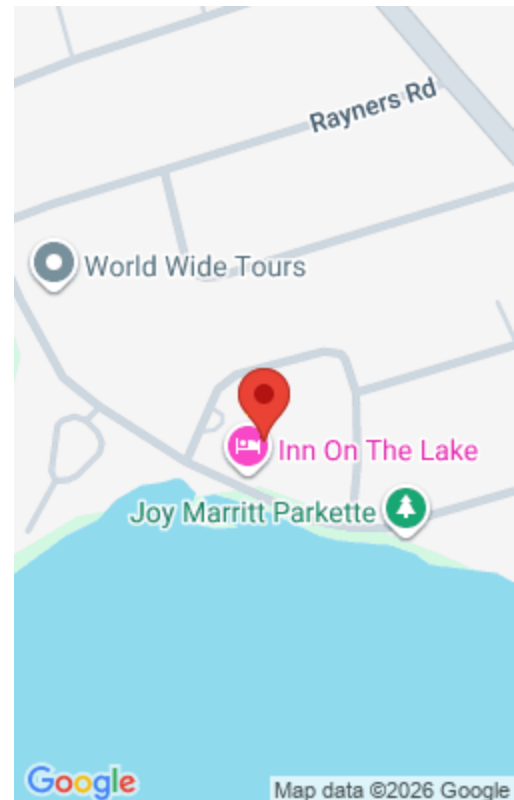 Rayners Rd
World Wide Tours
Inn On The Lake
Joy Marritt Parkette
Google
Map data ©2026 Google